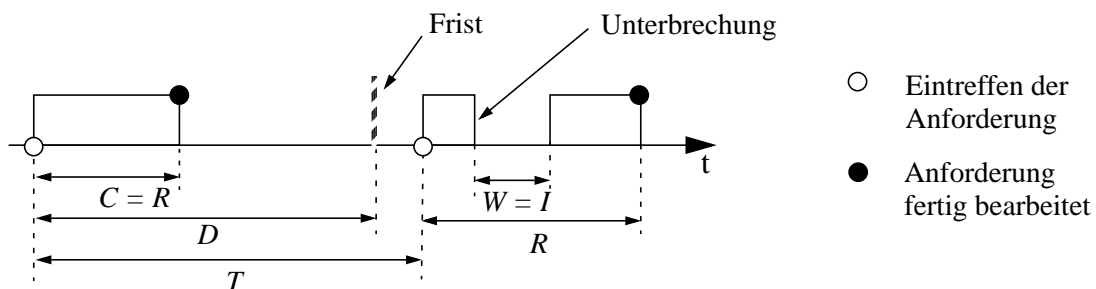 Frist
Unterbrechung
Eintreffen der
Anforderung
t
C = R
W = I
Anforderung
fertig bearbeitet
D
R
T